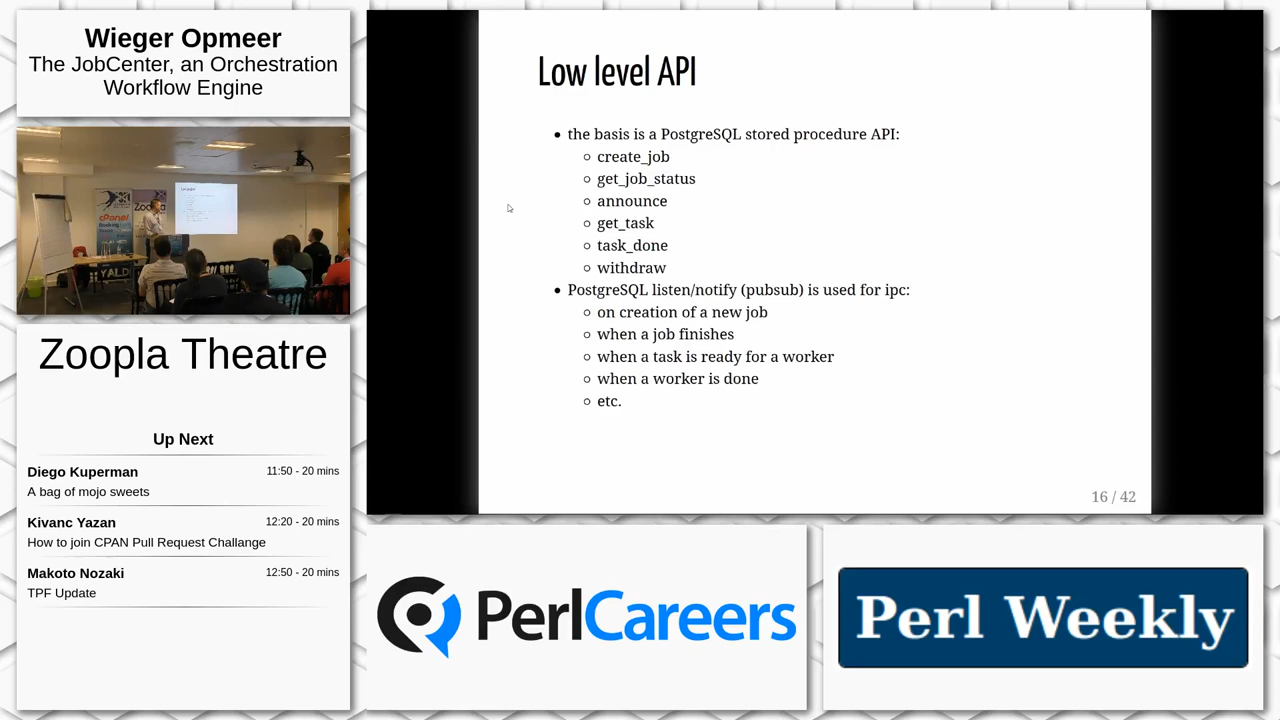 Wieger Opmeer
The JobCenter, an Orchestration
Workflow Engine
cPanel
Booking
YALD
Zoopla Theatre
Up Next
Diego Kuperman 11:50 - 20 mins
A bag of mojo sweets
Kivanc Yazan 12:20 - 20 mins
How to join CPAN Pull Request Challange
Makoto Nozaki 12:50 - 20 mins
TPF Update
Low level API
• the basis is a PostgreSQL stored procedure API:
○ create_job
○ get_job_status
○ announce
○ get_task
○ task_done
○ withdraw
• PostgreSQL listen/notify (pubsub) is used for ipc:
○ on creation of a new job
○ when a job finishes
○ when a task is ready for a worker
○ when a worker is done
○ etc.
16 / 42
PerlCareers
Perl Weekly